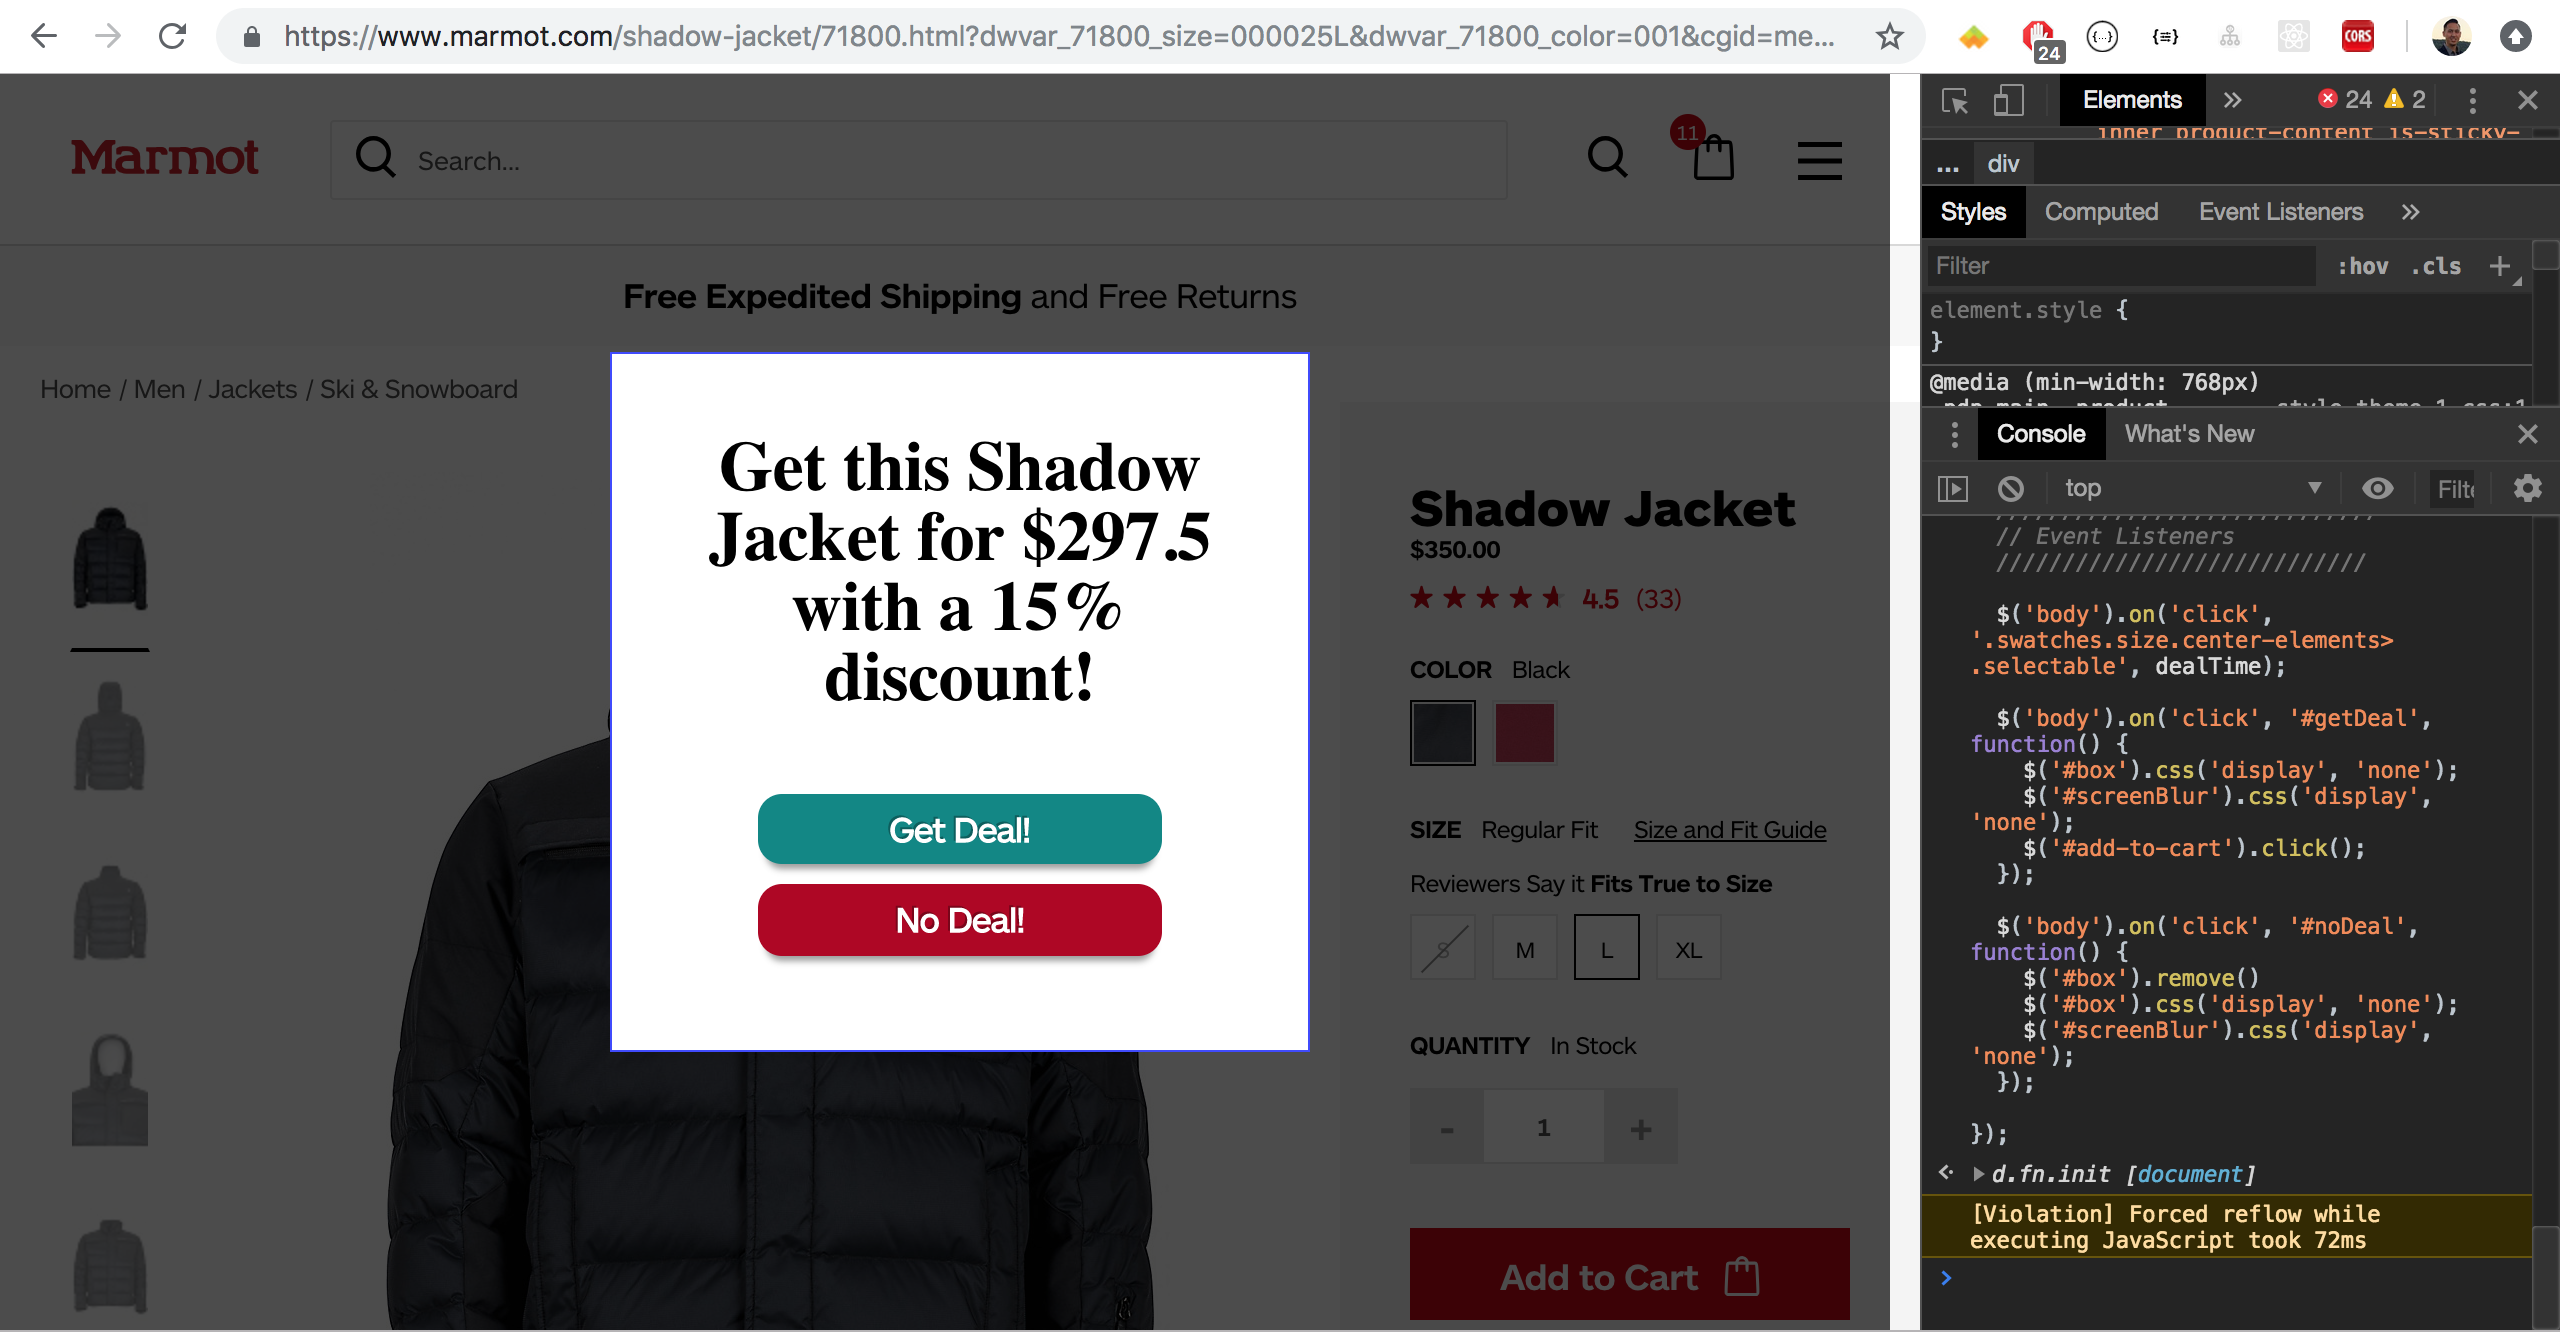 https://www.marmot.com/shadow-jacket/71800.html?dwvar_71800_size=000025L&dwvar_71800_color=001&cgid=me...
24
{...}
CORS
Marmot
Search...
11
Free Expedited Shipping and Free Returns
Home / Men / Jackets / Ski & Snowboard
Get this Shadow
Jacket for $297.5
with a 15%
discount!
Get Deal!
No Deal!
Shadow Jacket
$350.00
4.5 (33)
COLOR Black
SIZE Regular Fit Size and Fit Guide
Reviewers Say it Fits True to Size
S M L XL
QUANTITY In Stock
- 1 +
Add to Cart
Elements » 24 2
inner product-content is-sticky-
... div
Styles Computed Event Listeners »
Filter :hov .cls +
element.style {
}
@media (min-width: 768px)
Console What's New
top Filt
////////////////////////////
// Event Listeners
////////////////////////////
$('body').on('click',
'.swatches.size.center-elements>
.selectable', dealTime);
$('body').on('click', '#getDeal',
function() {
$('#box').css('display', 'none');
$('#screenBlur').css('display',
'none');
$('#add-to-cart').click();
});
$('body').on('click', '#noDeal',
function() {
$('#box').remove()
$('#box').css('display', 'none');
$('#screenBlur').css('display',
'none');
});
});
d.fn.init [document]
[Violation] Forced reflow while
executing JavaScript took 72ms
>